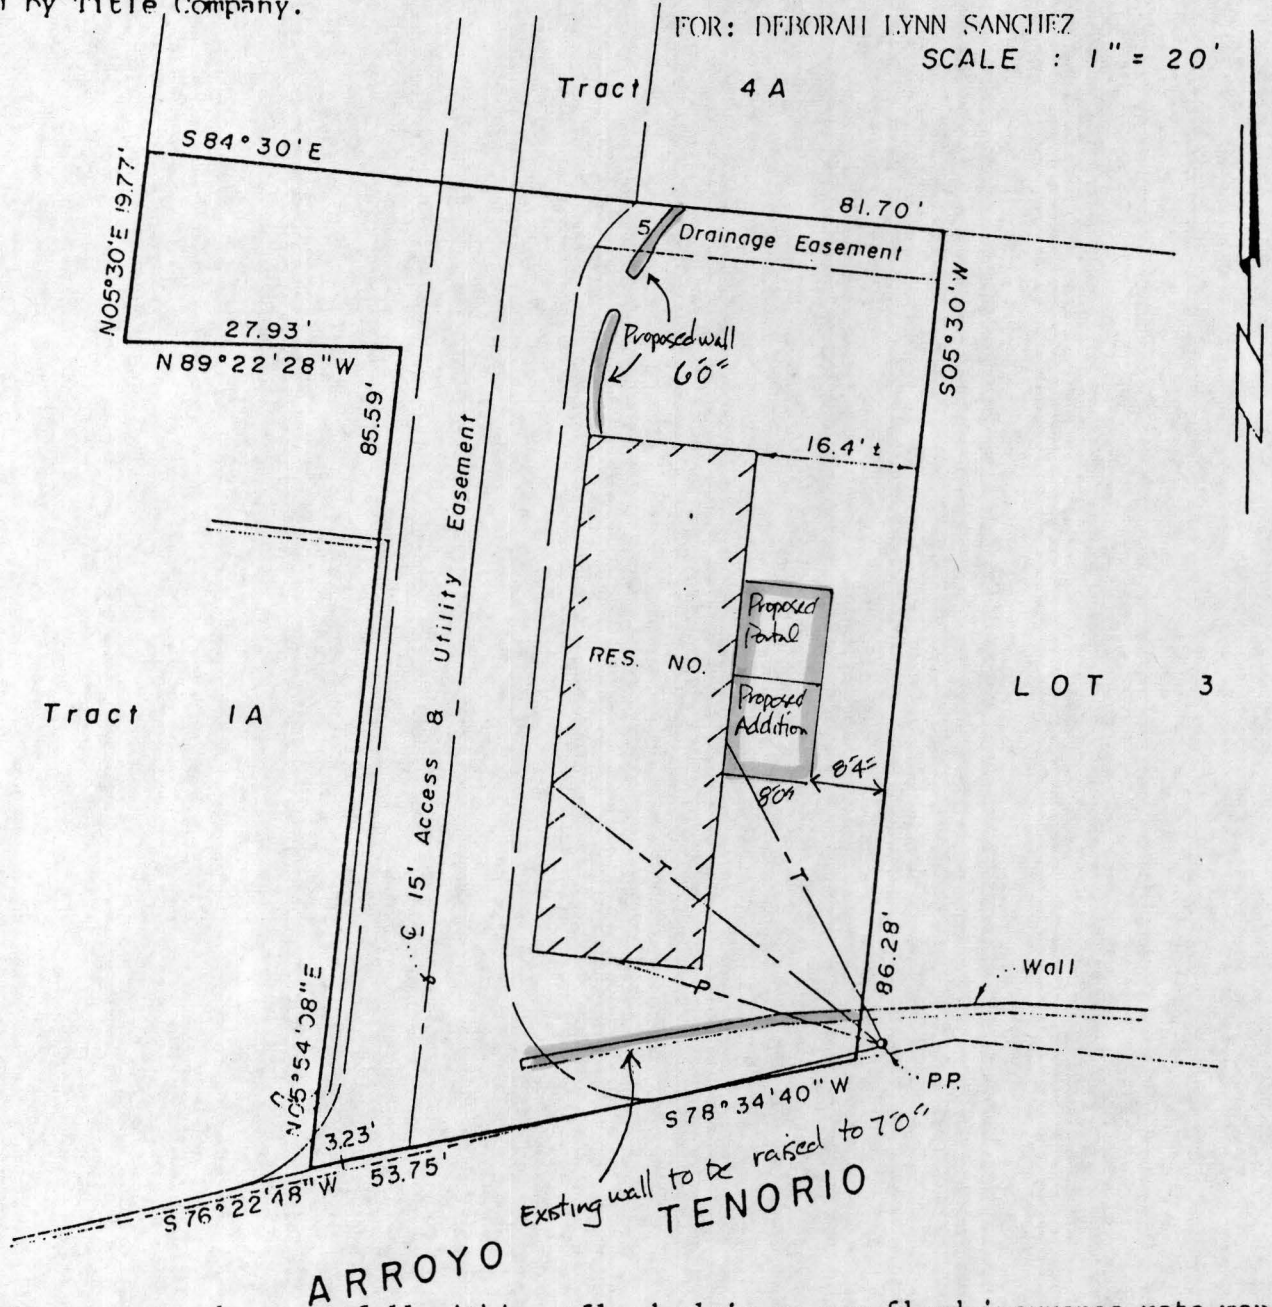 by Title Company.
FOR: DEBORAH LYNN SANCHEZ
SCALE : 1" = 20'
Tract 4A
S84°30'E
81.70'
N05°30'E 19.77'
5' Drainage Easement
S05°30'W
27.93'
N89°22'28"W
Proposed wall
6'0"
85.59'
16.4' ±
15' Access & Utility Easement
RES. NO.
Proposed
Portal
Proposed
Addition
8'4"
8'0"
Tract 1A
LOT 3
T
T
P
86.28'
Wall
N05°54'08"E
P.P.
S78°34'40"W
3.23'
53.75'
S76°22'48"W
Existing wall to be raised to 7'0"
ARROYO TENORIO
flood insurance rate